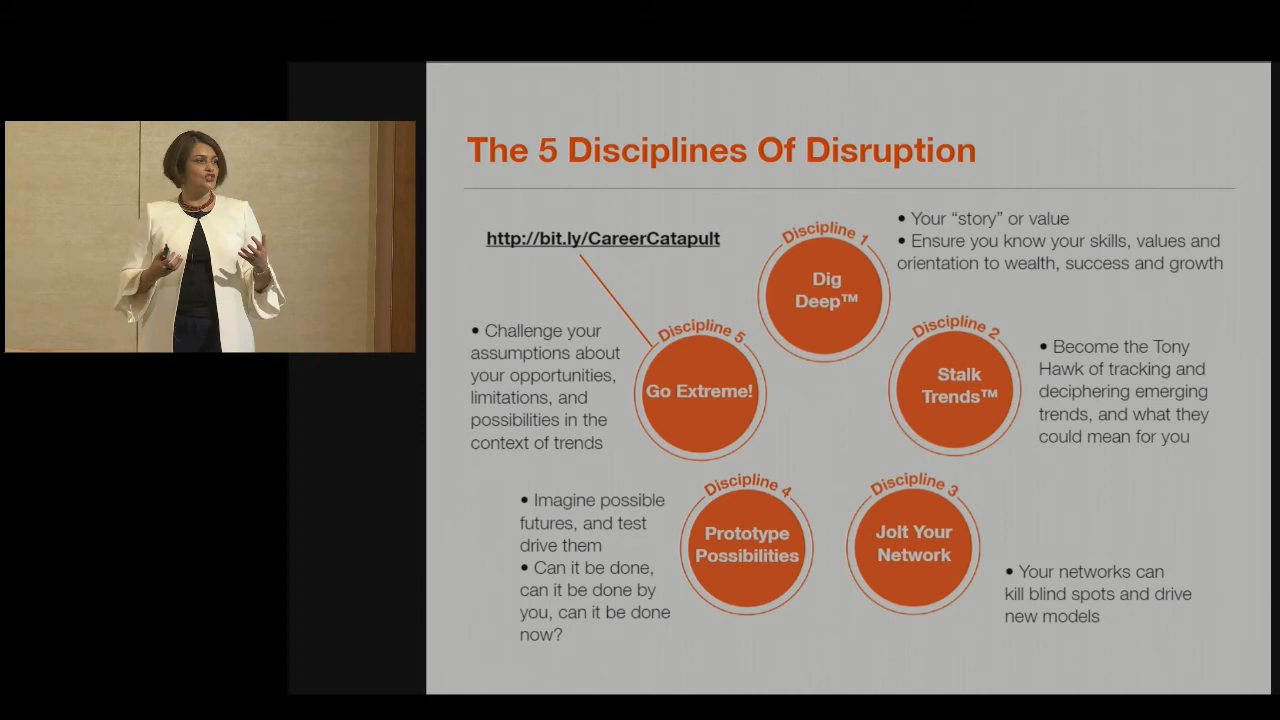 The 5 Disciplines Of Disruption
http://bit.ly/CareerCatapult
Discipline 1
Dig
Deep™
• Your “story” or value
• Ensure you know your skills, values and
orientation to wealth, success and growth
Discipline 2
Stalk
Trends™
• Become the Tony
Hawk of tracking and
deciphering emerging
trends, and what they
could mean for you
Discipline 3
Jolt Your
Network
• Your networks can
kill blind spots and drive
new models
Discipline 4
Prototype
Possibilities
• Imagine possible
futures, and test
drive them
• Can it be done,
can it be done by
you, can it be done
now?
Discipline 5
Go Extreme!
• Challenge your
assumptions about
your opportunities,
limitations, and
possibilities in the
context of trends